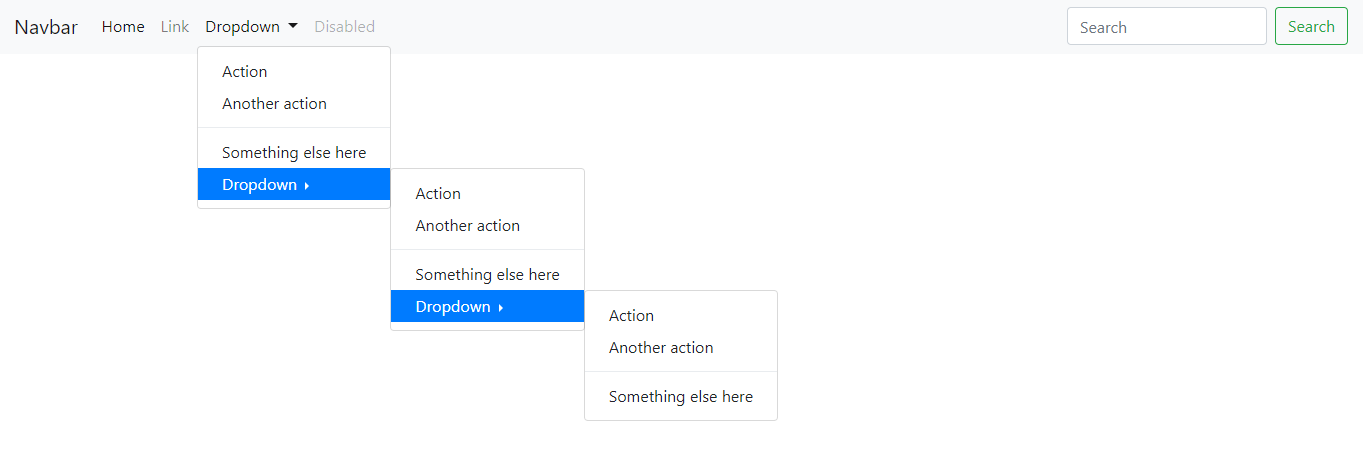 Navbar Home Link Dropdown Disabled Search Search
Action
Another action
Something else here
Dropdown
Action
Another action
Something else here
Dropdown
Action
Another action
Something else here